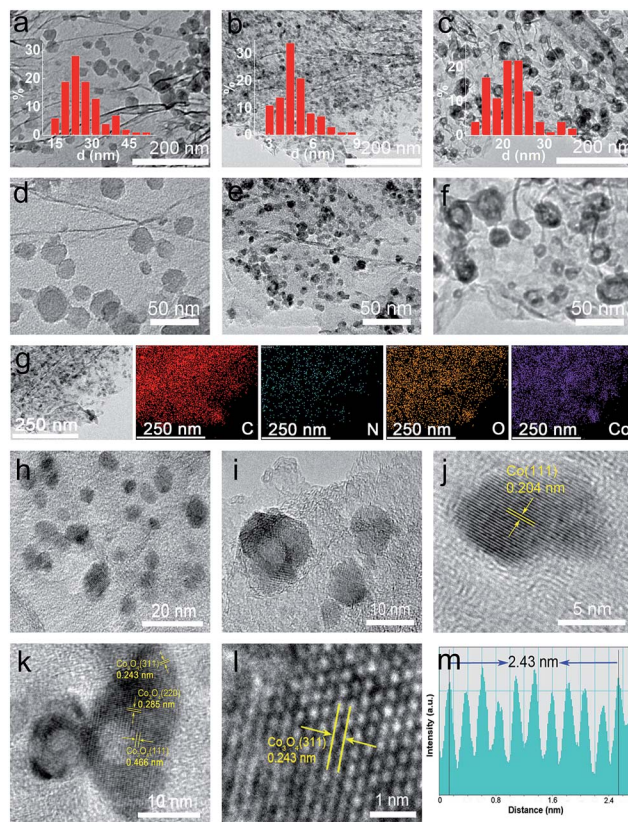 a
30
20
10
0
%
15 30 45
d (nm)
200 nm
b
30
20
10
0
%
3 6 9
d (nm)
200 nm
c
20
10
0
%
20 30
d (nm)
200 nm
d
50 nm
e
50 nm
f
50 nm
g
250 nm
250 nm C
250 nm N
250 nm O
250 nm Co
h
20 nm
i
10 nm
j
Co(111)
0.204 nm
5 nm
k
Co₃O₄(311)
0.243 nm
Co₃O₄(220)
0.285 nm
Co₃O₄(111)
0.466 nm
10 nm
l
Co₃O₄(311)
0.243 nm
1 nm
m
2.43 nm
Intensity (a.u.)
0 0.8 1.6 2.4
Distance (nm)